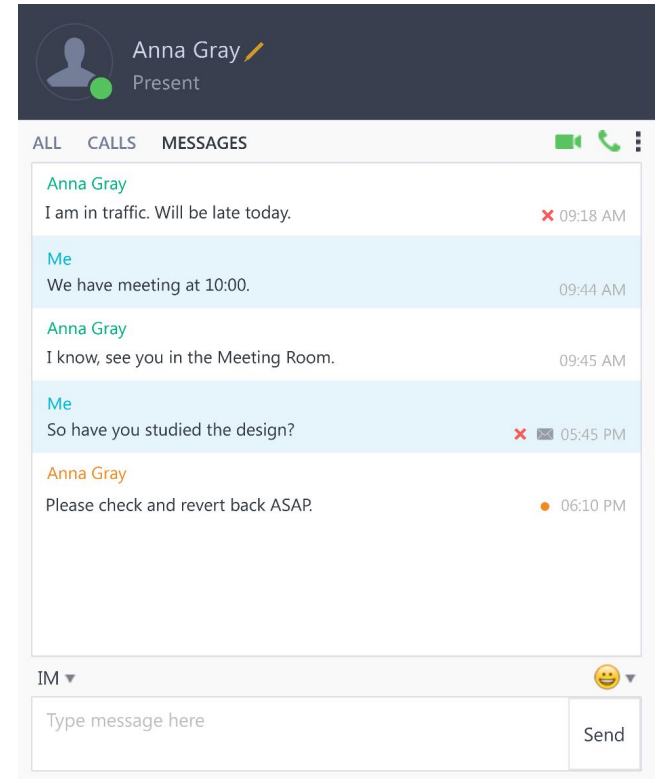 Anna Gray
Present
ALL CALLS MESSAGES
Anna Gray
I am in traffic. Will be late today.
09:18 AM
Me
We have meeting at 10:00.
09:44 AM
Anna Gray
I know, see you in the Meeting Room.
09:45 AM
Me
So have you studied the design?
05:45 PM
Anna Gray
Please check and revert back ASAP.
06:10 PM
IM
Type message here
Send